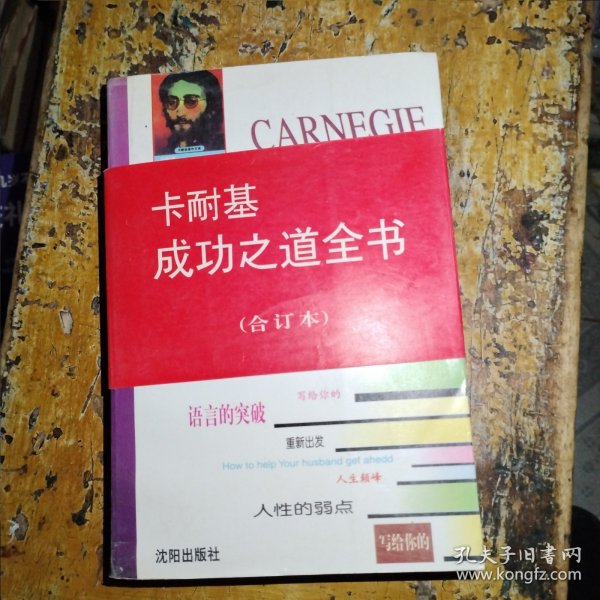 CARNEGIE
卡耐基
成功之道全书
(合订本)
写给你的
语言的突破
重新出发
How to help Your husband get ahedd
人生颠峰
人性的弱点
写给你的
沈阳出版社
孔夫子旧书网
www.kongfz.com